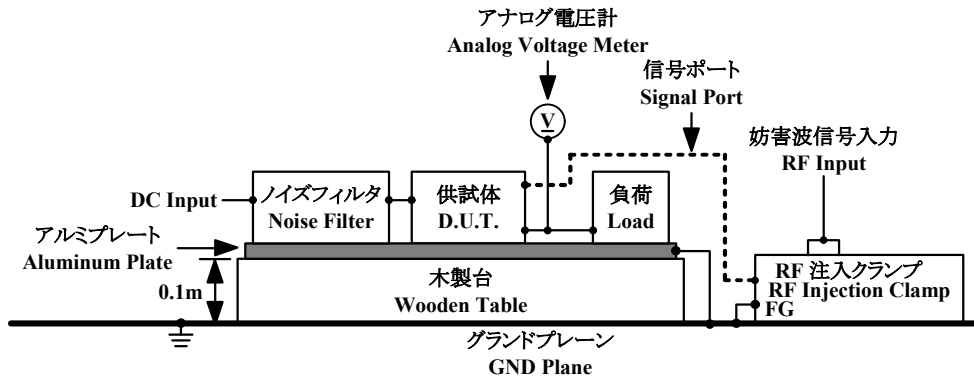 アナログ電圧計
Analog Voltage Meter
信号ポート
Signal Port
V
妨害波信号入力
RF Input
DC Input
ノイズフィルタ
Noise Filter
供試体
D.U.T.
負荷
Load
アルミプレート
Aluminum Plate
0.1m
木製台
Wooden Table
RF 注入クランプ
RF Injection Clamp
FG
グランドプレーン
GND Plane